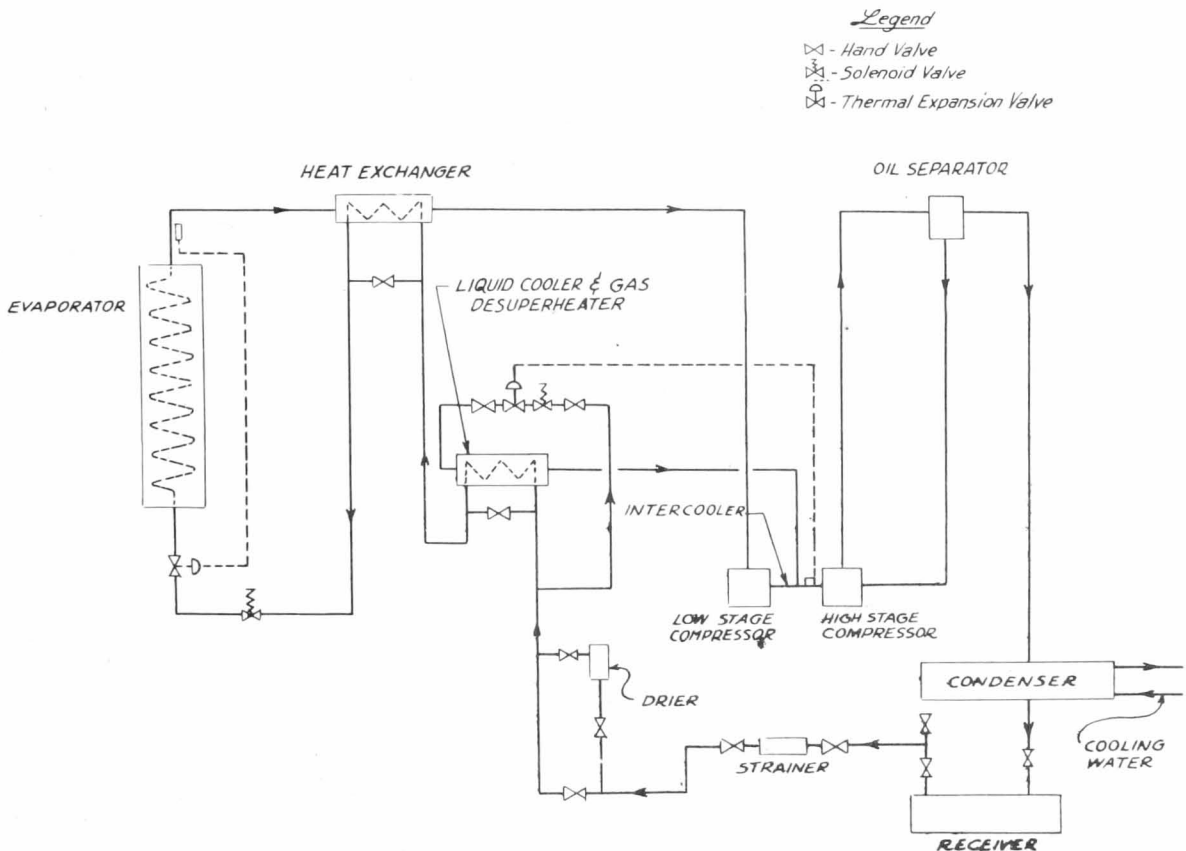 Legend
- Hand Valve
- Solenoid Valve
- Thermal Expansion Valve
HEAT EXCHANGER
OIL SEPARATOR
EVAPORATOR
LIQUID COOLER & GAS
DESUPERHEATER
INTERCOOLER
LOW STAGE
COMPRESSOR
HIGH STAGE
COMPRESSOR
CONDENSER
DRIER
COOLING
WATER
STRAINER
RECEIVER